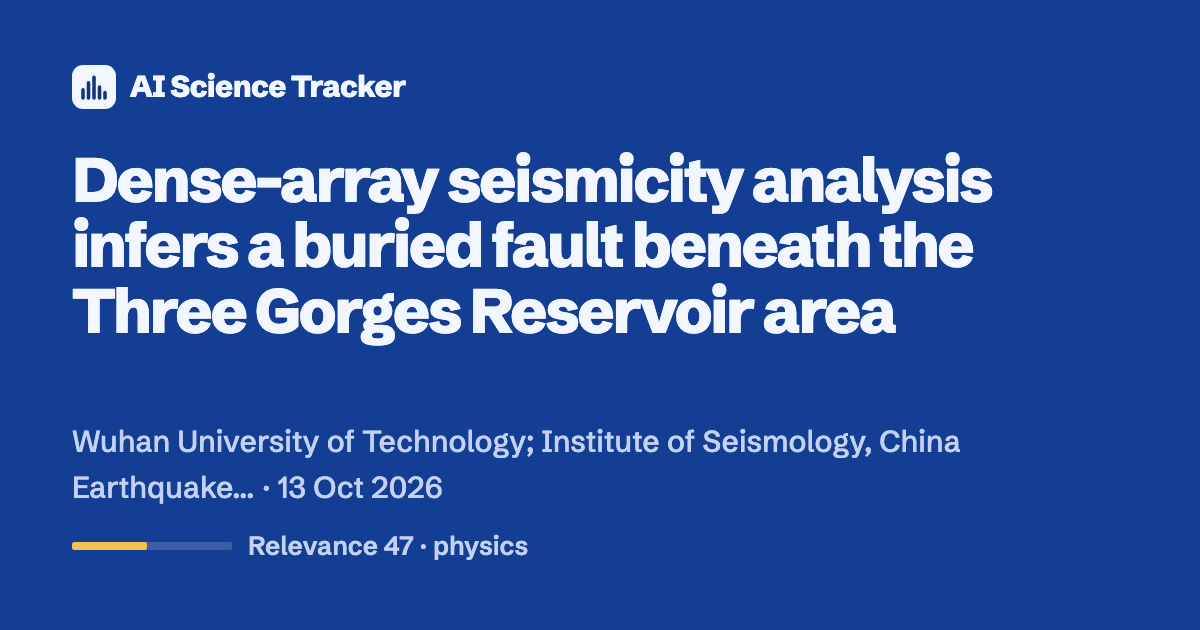 AI Science Tracker
Dense-array seismicity analysis
infers a buried fault beneath the
Three Gorges Reservoir area
Wuhan University of Technology; Institute of Seismology, China
Earthquake... · 13 Oct 2026
Relevance 47 · physics